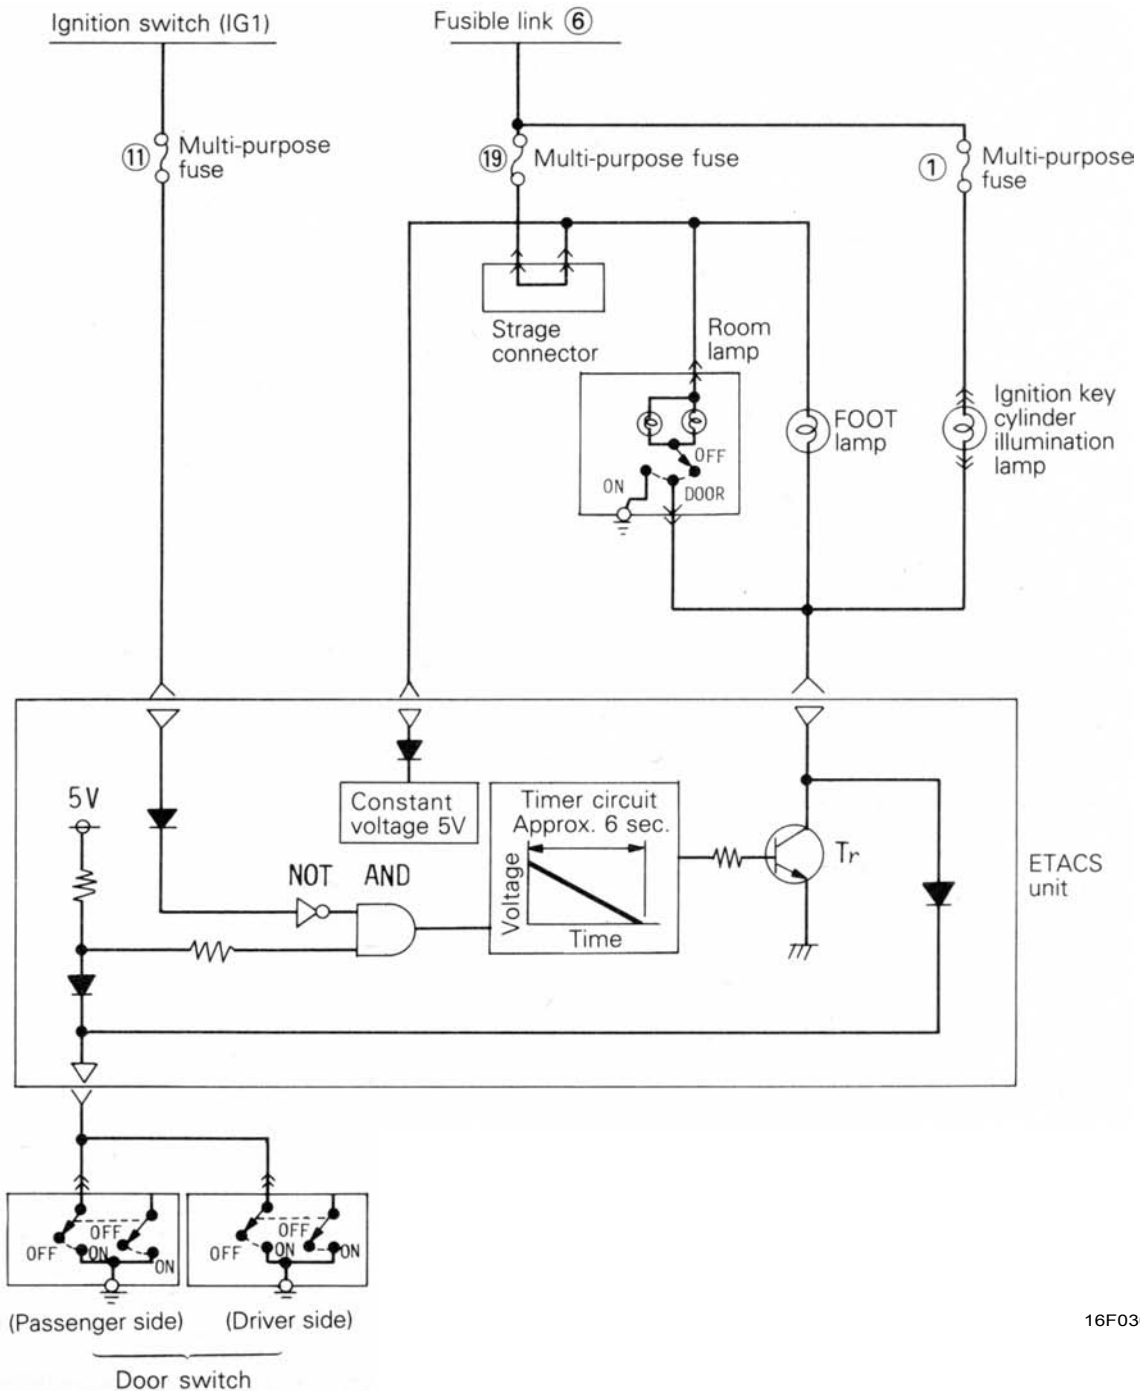 Ignition switch (IG1)
Fusible link ⑥
⑪ Multi-purpose
fuse
⑲ Multi-purpose fuse
① Multi-purpose
fuse
Strage
connector
Room
lamp
OFF
ON
DOOR
FOOT
lamp
Ignition key
cylinder
illumination
lamp
5V
Constant
voltage 5V
Timer circuit
Approx. 6 sec.
Voltage
Time
NOT
AND
Tr
ETACS
unit
OFF
OFF
ON
ON
OFF
OFF
ON
ON
(Passenger side)
(Driver side)
Door switch